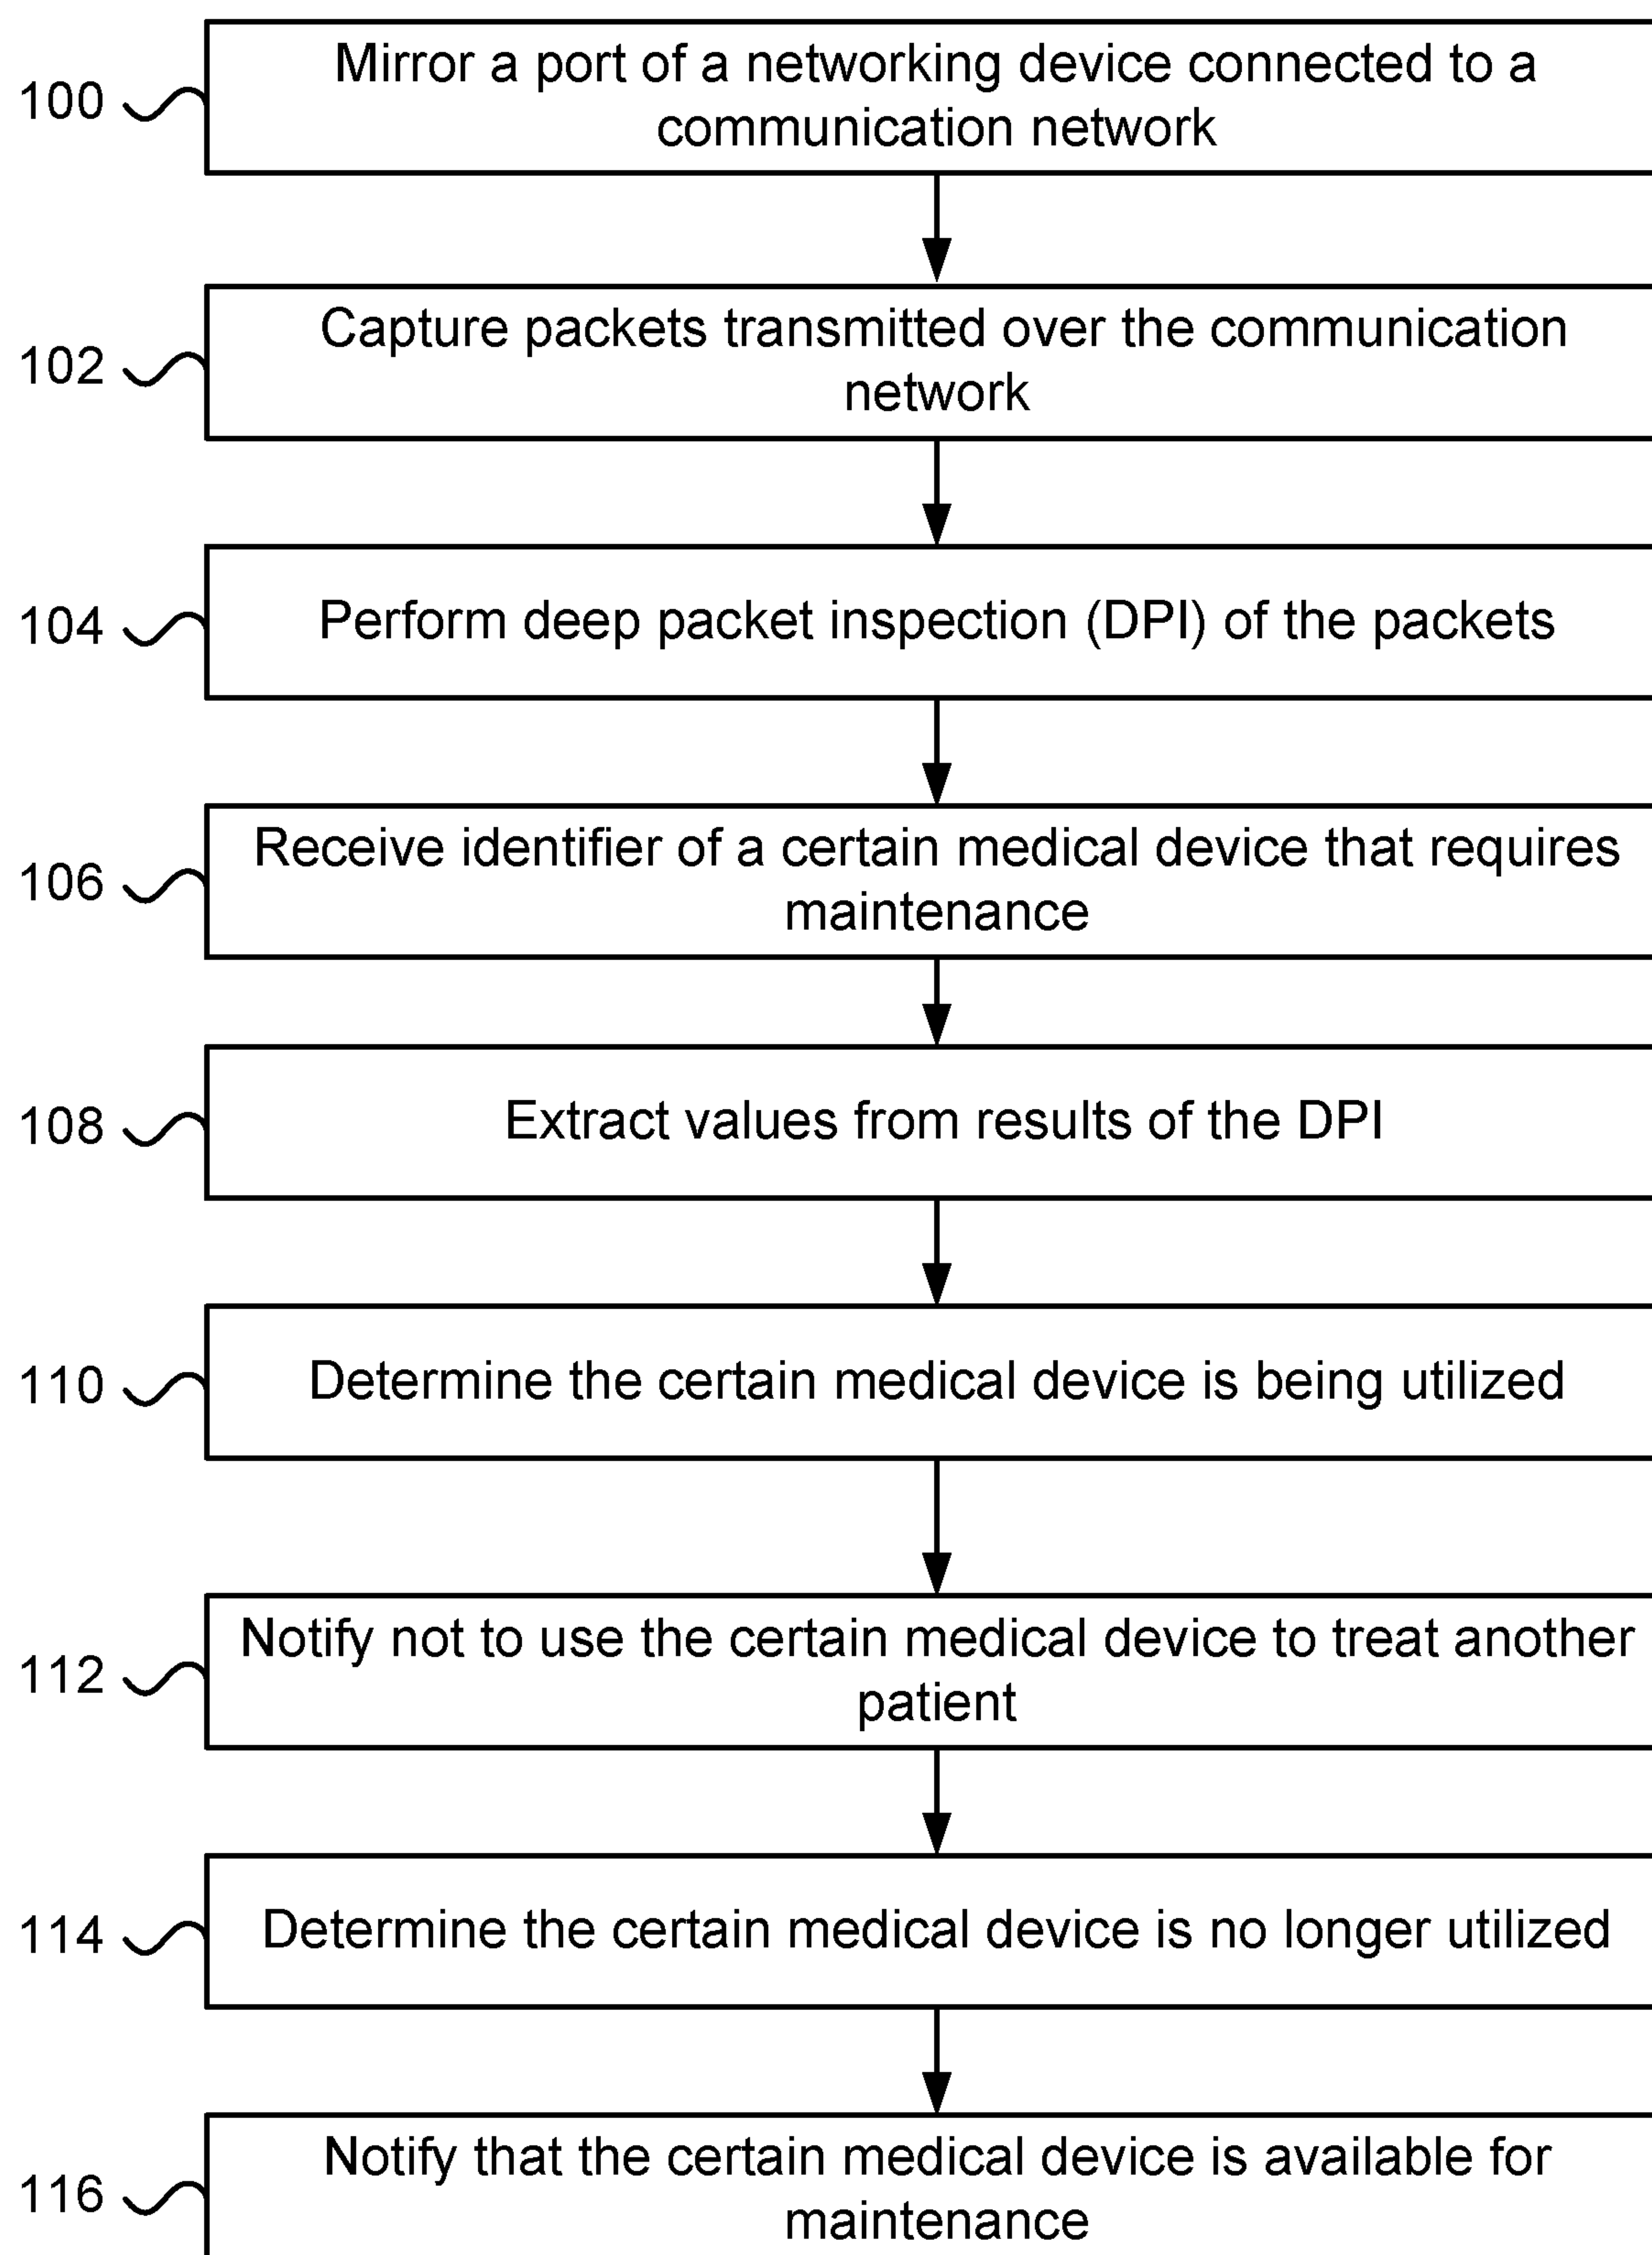 100
Mirror a port of a networking device connected to a
communication network
102
Capture packets transmitted over the communication
network
104
Perform deep packet inspection (DPI) of the packets
106
Receive identifier of a certain medical device that requires
maintenance
108
Extract values from results of the DPI
110
Determine the certain medical device is being utilized
112
Notify not to use the certain medical device to treat another
patient
114
Determine the certain medical device is no longer utilized
116
Notify that the certain medical device is available for
maintenance